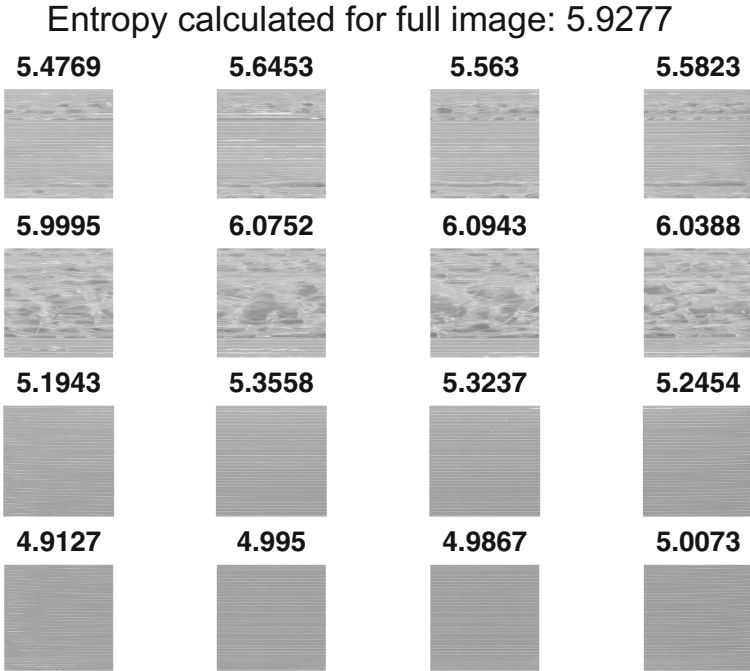 Entropy calculated for full image: 5.9277
5.4769 5.6453 5.563 5.5823
5.9995 6.0752 6.0943 6.0388
5.1943 5.3558 5.3237 5.2454
4.9127 4.995 4.9867 5.0073